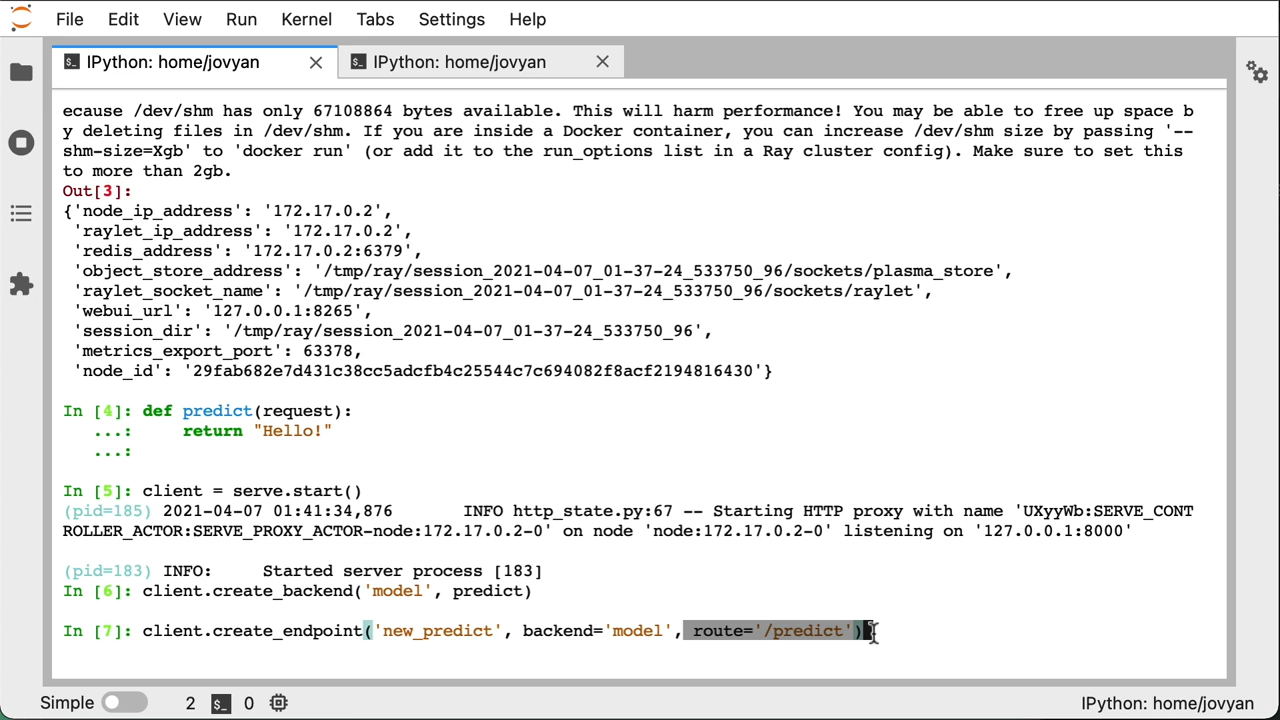 File Edit View Run Kernel Tabs Settings Help
IPython: home/jovyan IPython: home/jovyan
ecause /dev/shm has only 67108864 bytes available. This will harm performance! You may be able to free up space b
y deleting files in /dev/shm. If you are inside a Docker container, you can increase /dev/shm size by passing '--
shm-size=Xgb' to 'docker run' (or add it to the run_options list in a Ray cluster config). Make sure to set this
to more than 2gb.
Out[3]:
{'node_ip_address': '172.17.0.2',
'raylet_ip_address': '172.17.0.2',
'redis_address': '172.17.0.2:6379',
'object_store_address': '/tmp/ray/session_2021-04-07_01-37-24_533750_96/sockets/plasma_store',
'raylet_socket_name': '/tmp/ray/session_2021-04-07_01-37-24_533750_96/sockets/raylet',
'webui_url': '127.0.0.1:8265',
'session_dir': '/tmp/ray/session_2021-04-07_01-37-24_533750_96',
'metrics_export_port': 63378,
'node_id': '29fab682e7d431c38cc5adcfb4c25544c7c694082f8acf2194816430'}
In [4]: def predict(request):
...:     return "Hello!"
...:
In [5]: client = serve.start()
(pid=185) 2021-04-07 01:41:34,876 INFO http_state.py:67 -- Starting HTTP proxy with name 'UXyyWb:SERVE_CONT
ROLLER_ACTOR:SERVE_PROXY_ACTOR-node:172.17.0.2-0' on node 'node:172.17.0.2-0' listening on '127.0.0.1:8000'
(pid=183) INFO: Started server process [183]
In [6]: client.create_backend('model', predict)
In [7]: client.create_endpoint('new_predict', backend='model', route='/predict')
Simple 2 0 IPython: home/jovyan